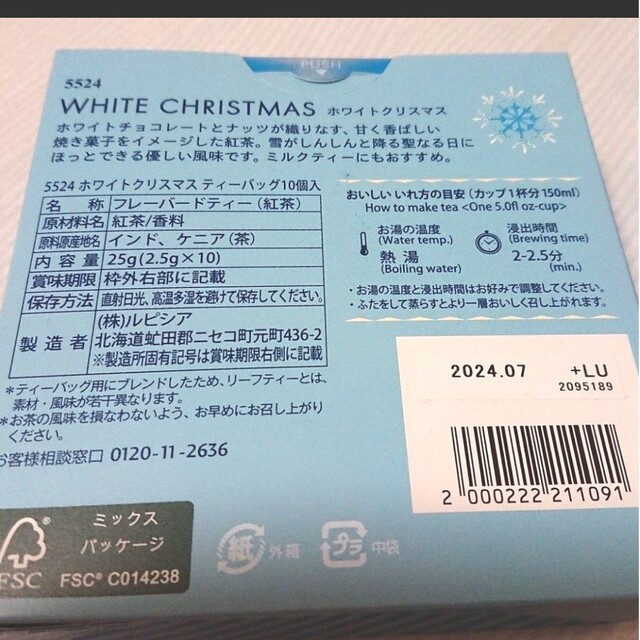 PUSH
5524
WHITE CHRISTMAS ホワイトクリスマス
ホワイトチョコレートとナッツが織りなす、甘く香ばしい
焼き菓子をイメージした紅茶。雪がしんしんと降る聖なる日に
ほっとできる優しい風味です。ミルクティーにもおすすめ。
5524 ホワイトクリスマス ティーバッグ10個入
名 称 フレーバードティー(紅茶)
原材料名 紅茶/香料
原料原産地名 インド、ケニア(茶)
内 容 量 25g(2.5g×10)
賞味期限 枠外右部に記載
保存方法 直射日光、高温多湿を避けて保存してください。
製 造 者 (株)ルピシア
北海道虻田郡ニセコ町元町436-2
※製造所固有記号は賞味期限右側に記載
*ティーバッグ用にブレンドしたため、リーフティーとは、
素材・風味が若干異なります。
*お茶の風味を損なわないよう、お早めにお召し上がり
ください。
お客様相談窓口 0120-11-2636
おいしい いれ方の目安(カップ1杯分150ml)
How to make tea <One 5.0fl oz-cup>
お湯の温度
(Water temp.)
熱 湯
(Boiling water)
浸出時間
(Brewing time)
2-2.5分
(min.)
・お湯の温度と浸出時間はお好みで調整してください。
・ふたをして蒸らすとより一層おいしく召し上がれます。
2024.07 +LU
2095189
2 000222 211091
FSC
ミックス
パッケージ
FSC® C014238
紙 外箱
プラ 中袋